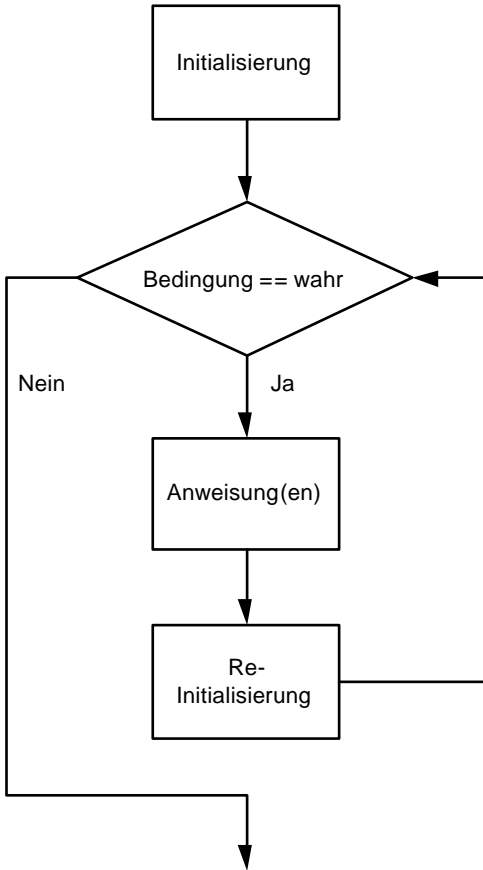 Initialisierung
Bedingung == wahr
Nein
Ja
Anweisung(en)
Re-
Initialisierung